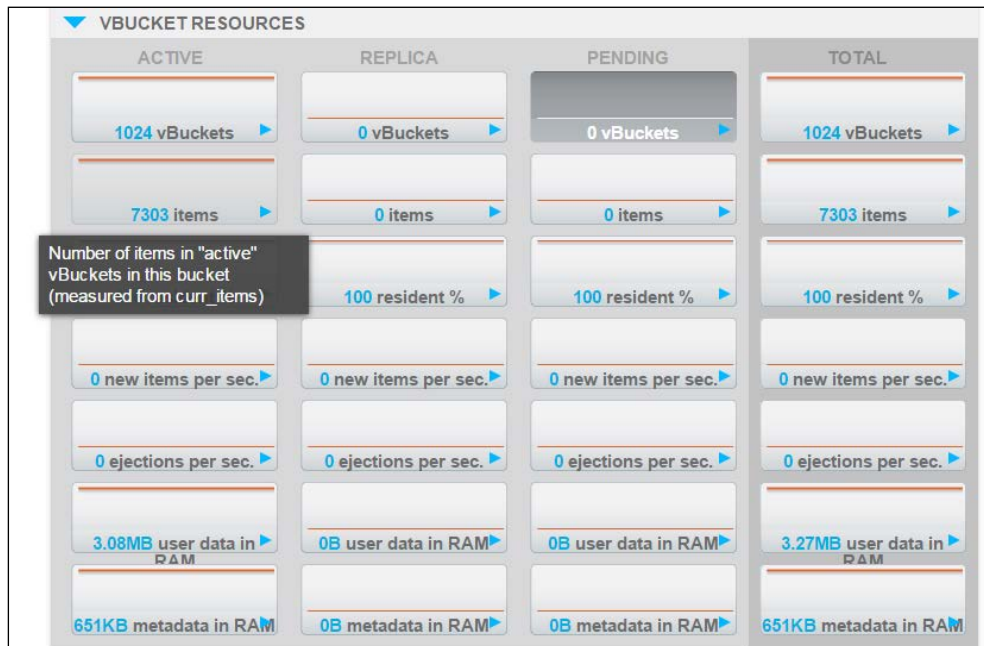 VBUCKET RESOURCES
ACTIVE REPLICA PENDING TOTAL
1024 vBuckets 0 vBuckets 0 vBuckets 1024 vBuckets
7303 items 0 items 0 items 7303 items
Number of items in "active"
vBuckets in this bucket
(measured from curr_items)
100 resident % 100 resident % 100 resident %
0 new items per sec. 0 new items per sec. 0 new items per sec. 0 new items per sec.
0 ejections per sec. 0 ejections per sec. 0 ejections per sec. 0 ejections per sec.
3.08MB user data in 0B user data in RAM 0B user data in RAM 3.27MB user data in
RAM RAM
651KB metadata in RAM 0B metadata in RAM 0B metadata in RAM 651KB metadata in RAM